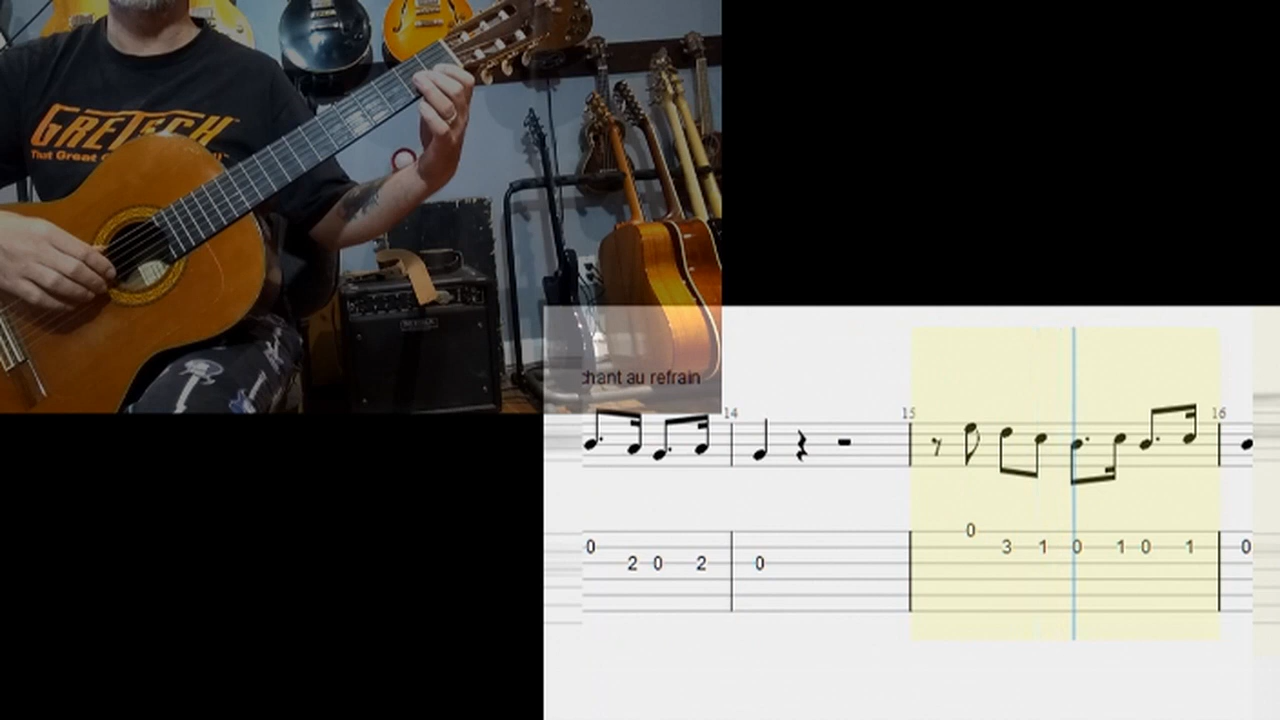 GRETSCH
That Great G
chant au refrain
14
15
16
0
0
3 1 0 1 0 1 0
2 0 2 0